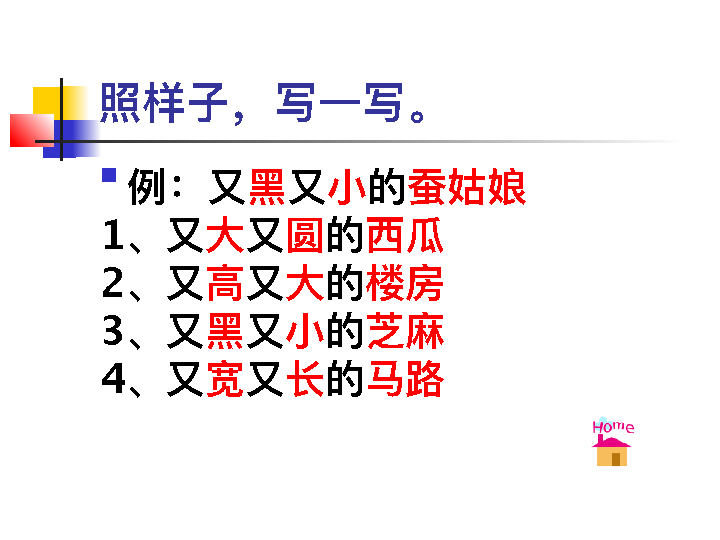 照样子，写一写。
例：又黑又小的蚕姑娘
1、又大又圆的西瓜
2、又高又大的楼房
3、又黑又小的芝麻
4、又宽又长的马路
Home